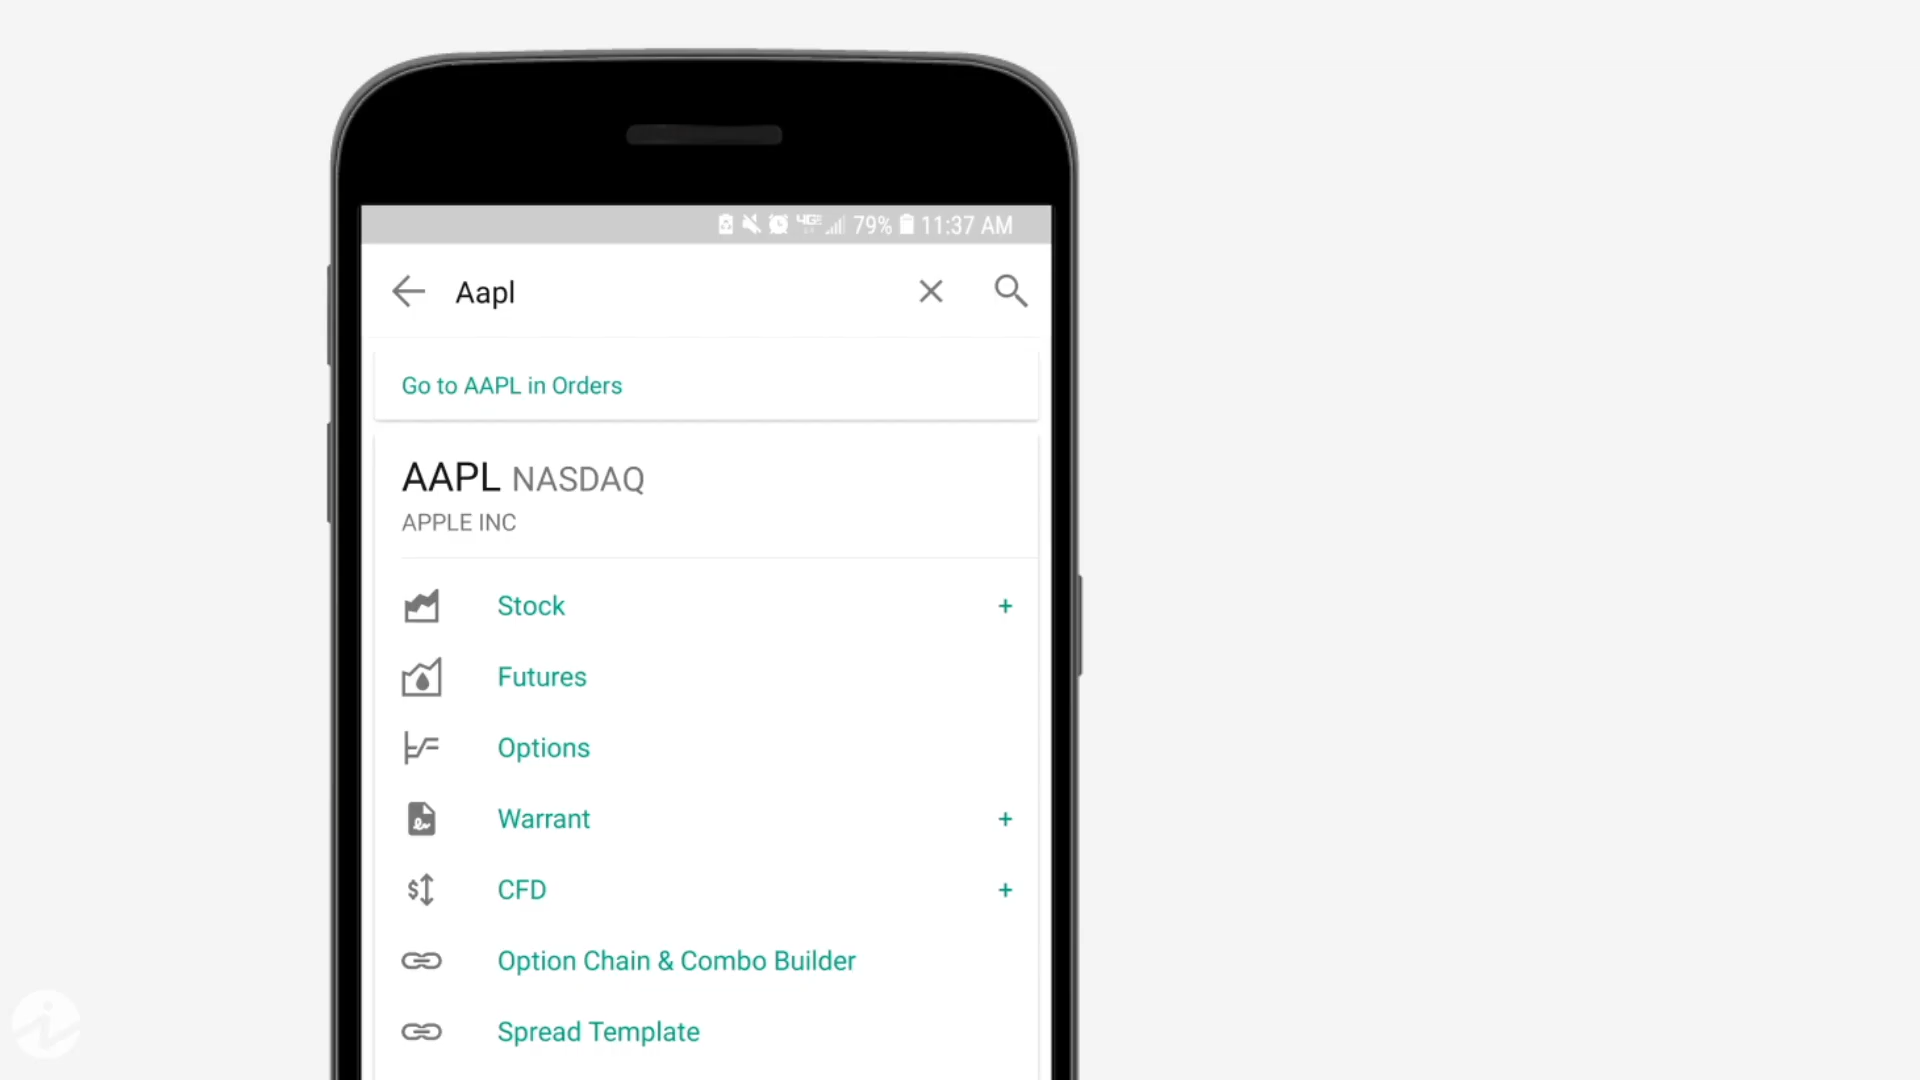 4GE 79% 11:37 AM
Aapl
Go to AAPL in Orders
AAPL NASDAQ
APPLE INC
Stock +
Futures
Options
Warrant +
CFD +
Option Chain & Combo Builder
Spread Template